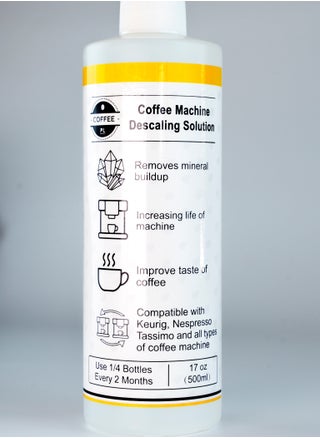 COFFEE
Coffee Machine
Descaling Solution
Removes mineral
buildup
Increasing life of
machine
Improve taste of
coffee
Compatible with
Keurig, Nespresso
Tassimo and all types
of coffee machine
Use 1/4 Bottles
Every 2 Months
17 oz
(500ml)